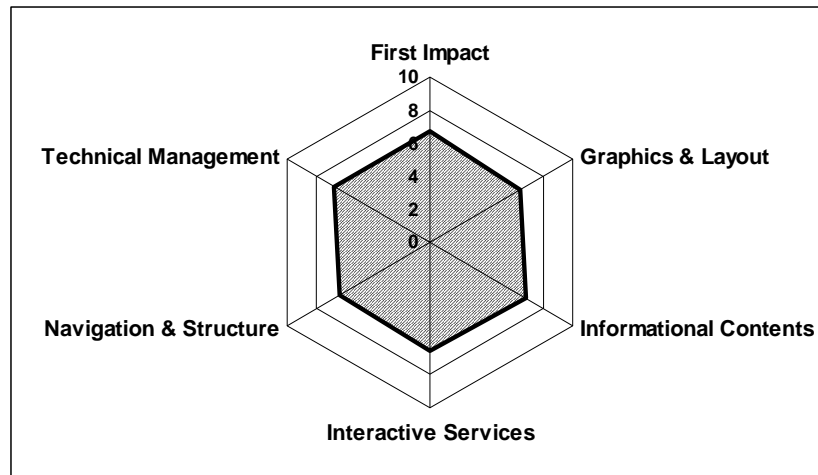 First Impact
10
8
6
4
2
0
Technical Management
Graphics & Layout
Navigation & Structure
Informational Contents
Interactive Services